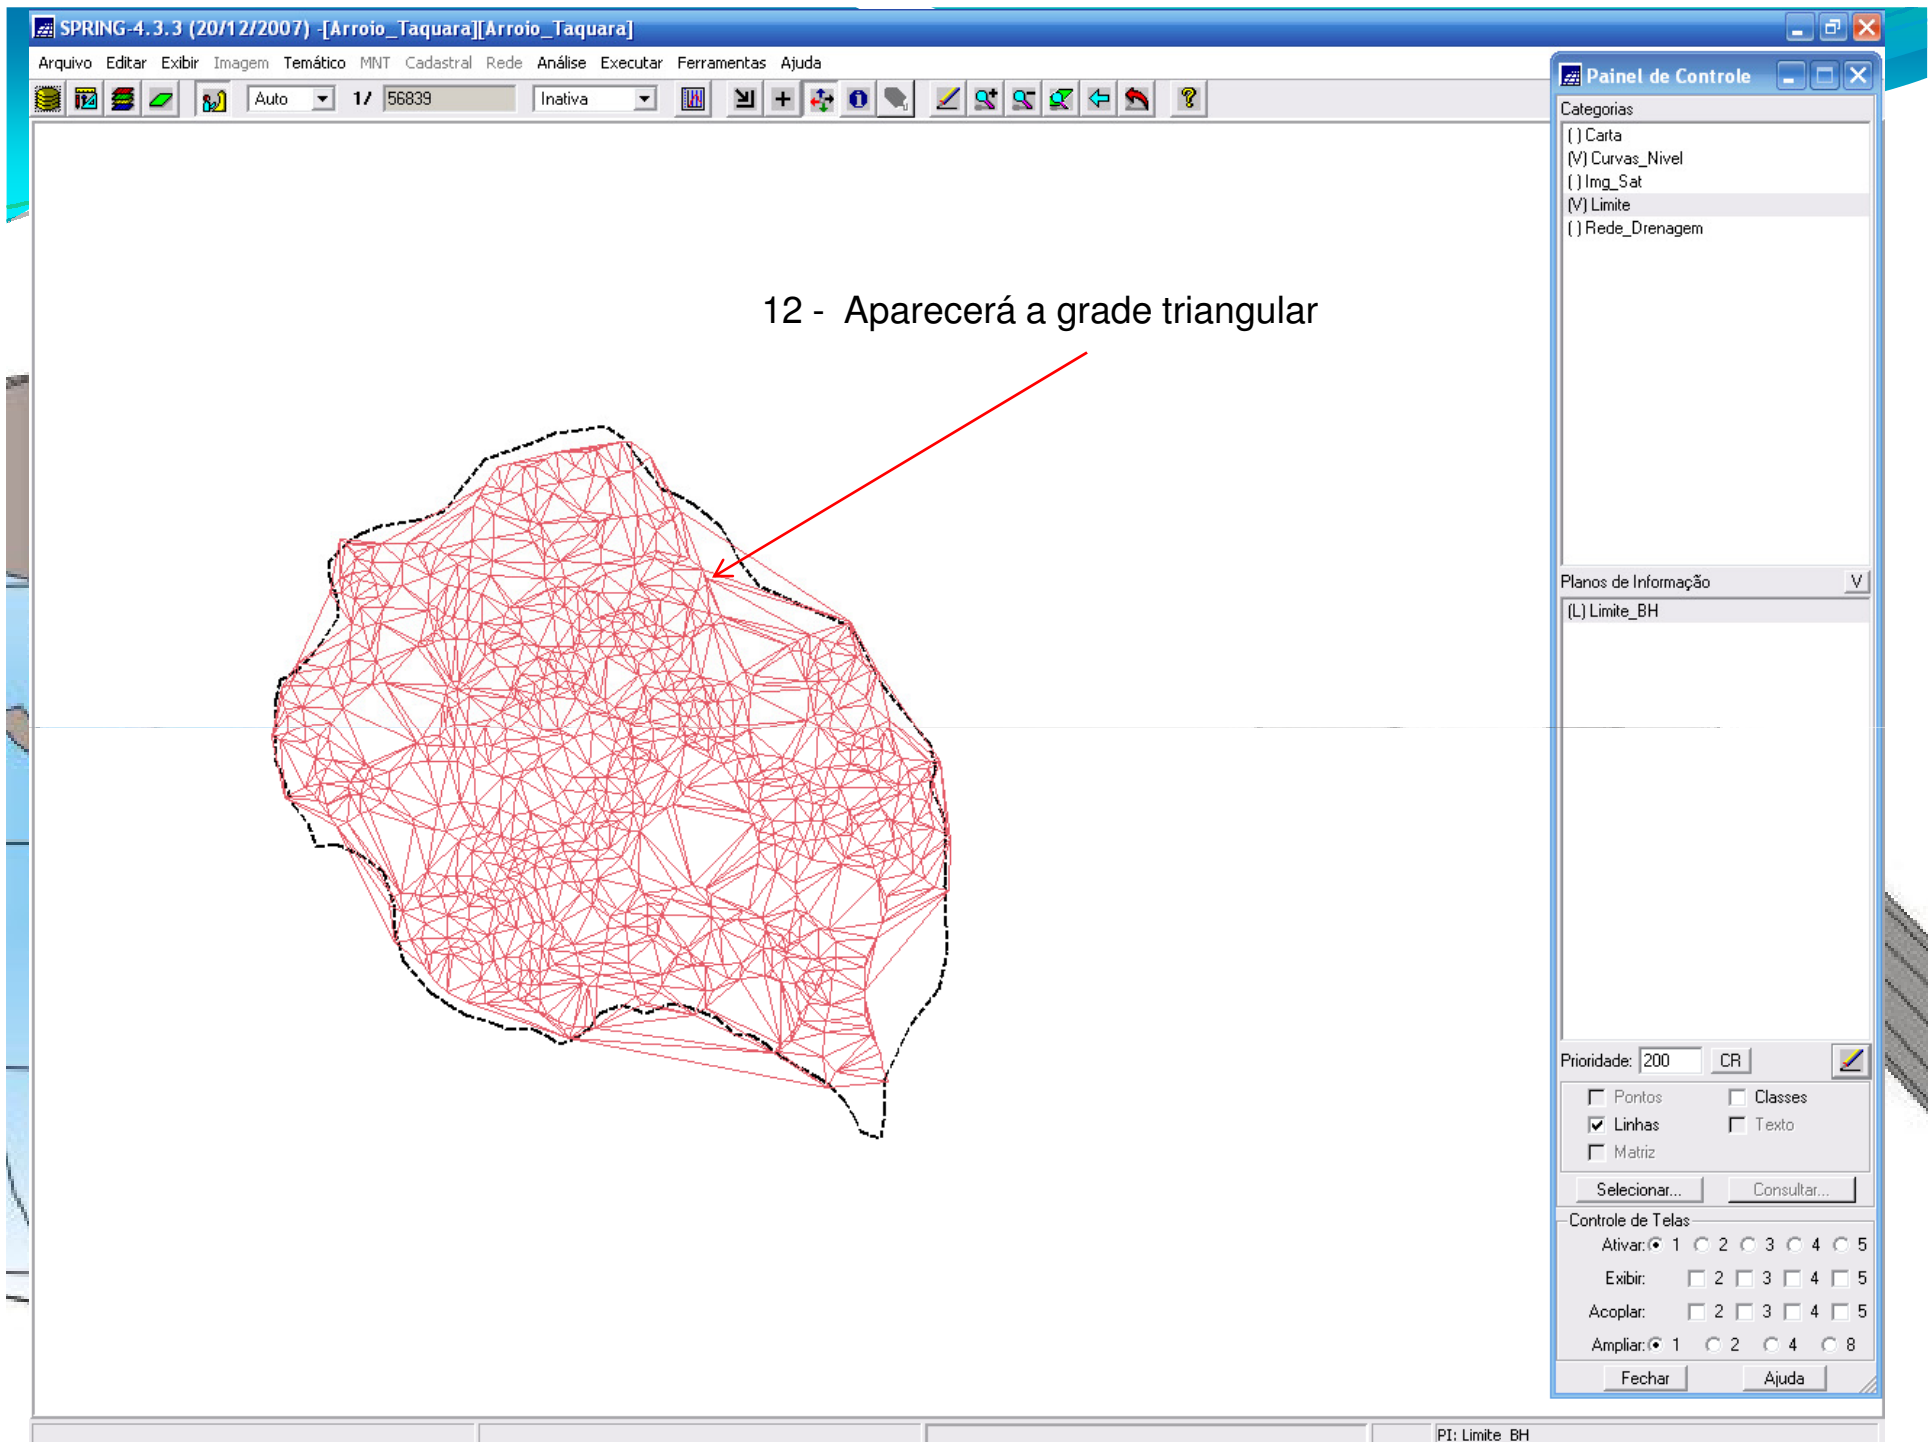 SPRING-4.3.3 (20/12/2007) -[Arroio_Taquara][Arroio_Taquara]
Arquivo Editar Exibir Imagem Temático MNT Cadastral Rede Análise Executar Ferramentas Ajuda
Auto 1/ 56839 Inativa
12 - Aparecerá a grade triangular
Painel de Controle
Categorias
( ) Carta
(V) Curvas_Nivel
( ) Img_Sat
(V) Limite
( ) Rede_Drenagem
Planos de Informação V
(L) Limite_BH
Prioridade: 200 CR
Pontos Classes
Linhas Texto
Matriz
Selecionar... Consultar...
Controle de Telas
Ativar: 1 2 3 4 5
Exibir: 2 3 4 5
Acoplar: 2 3 4 5
Ampliar: 1 2 4 8
Fechar Ajuda
PI: Limite_BH